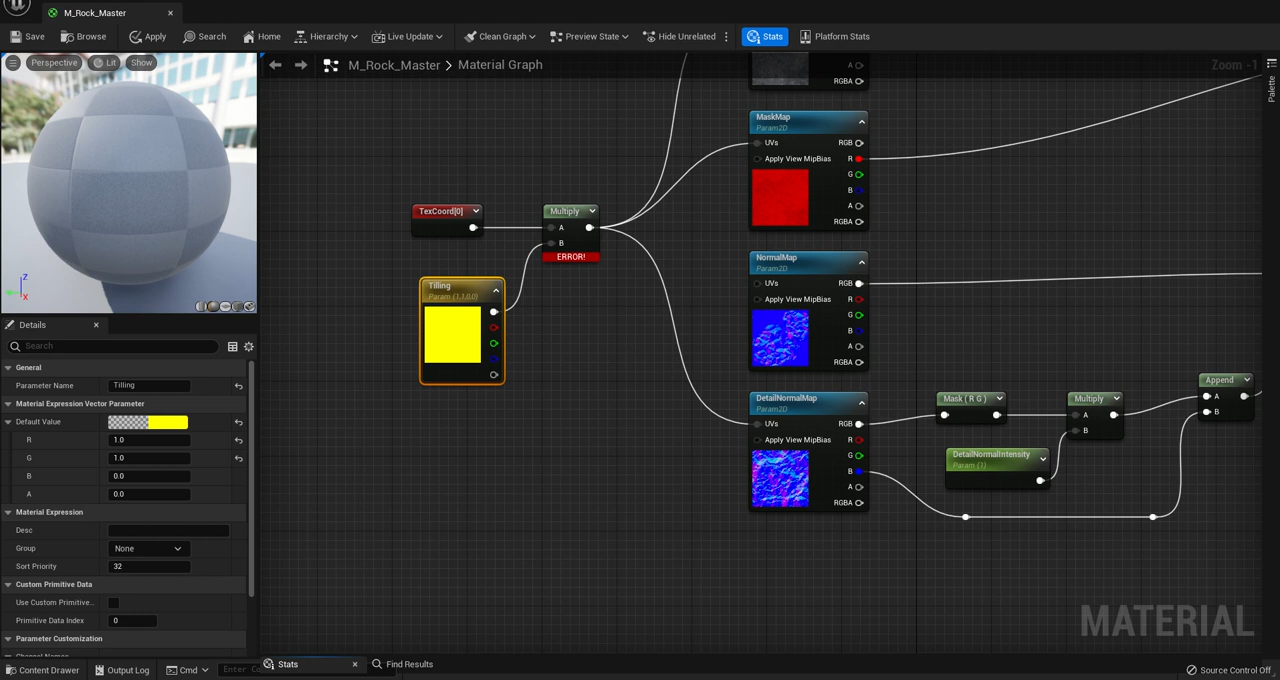 M_Rock_Master
Save
Browse
Apply
Search
Home
Hierarchy
Live Update
Clean Graph
Preview State
Hide Unrelated
Stats
Platform Stats
Perspective
Lit
Show
M_Rock_Master > Material Graph
Zoom -1
Palette
A
RGBA
MaskMap
Param2D
UVs
RGB
Apply View MipBias
R
G
B
A
RGBA
TexCoord[0]
Multiply
A
B
ERROR!
NormalMap
Param2D
UVs
RGB
Apply View MipBias
R
G
B
A
RGBA
Tilling
Param (1,1,0,0)
Z
X
Details
Search
General
Parameter Name
Tilling
Material Expression Vector Parameter
Default Value
R
1.0
G
1.0
B
0.0
A
0.0
Material Expression
Desc
Group
None
Sort Priority
32
Custom Primitive Data
Use Custom Primitive...
Primitive Data Index
0
Parameter Customization
Channel Names
DetailNormalMap
Param2D
UVs
RGB
Apply View MipBias
R
G
B
A
RGBA
Mask ( R G )
Multiply
A
B
DetailNormalIntensity
Param (1)
Append
A
B
MATERIAL
Content Drawer
Output Log
Cmd
Enter Co
Stats
Find Results
Source Control Off